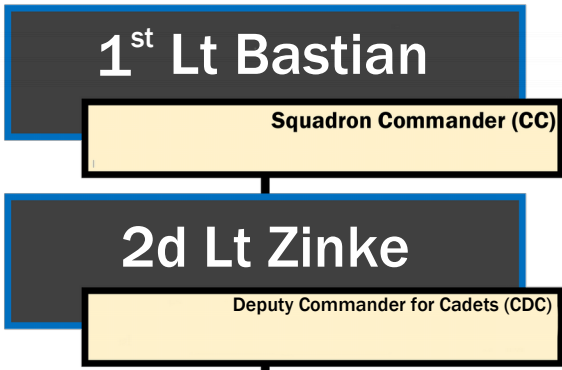 1st Lt Bastian
Squadron Commander (CC)
2d Lt Zinke
Deputy Commander for Cadets (CDC)